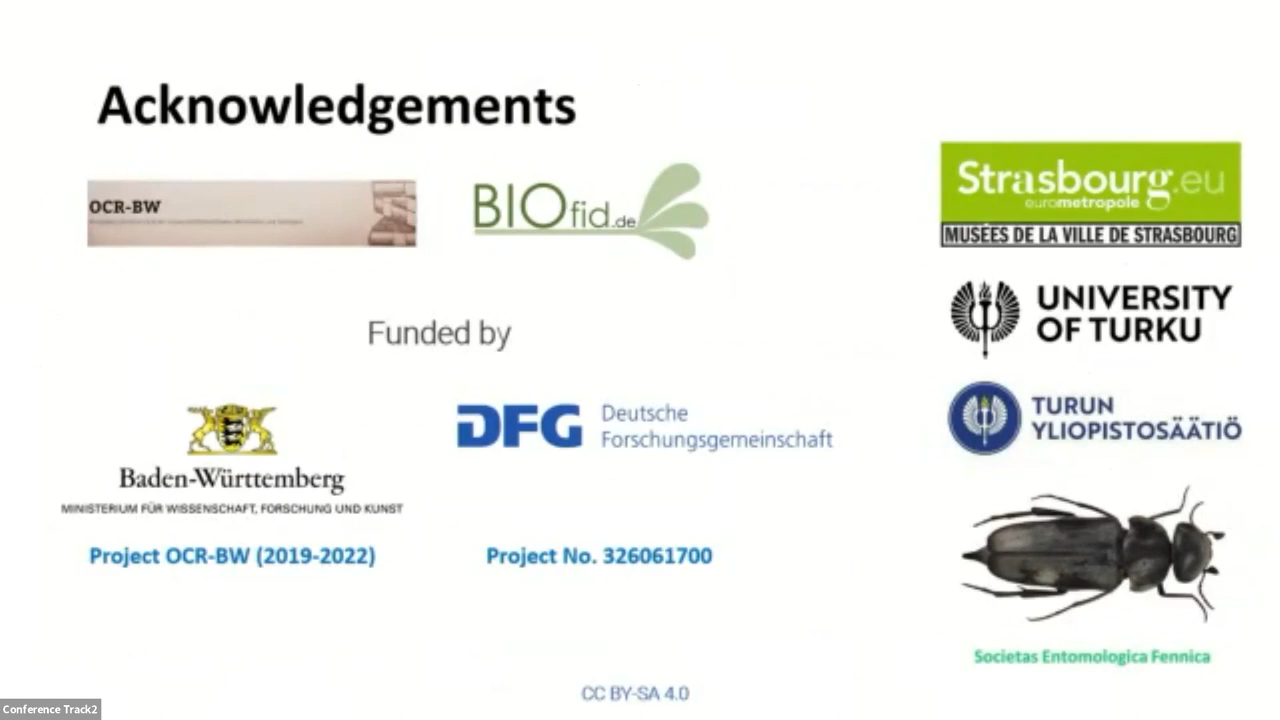 Acknowledgements
OCR-BW
BIOfid.de
Strasbourg.eu
eurométropole
MUSÉES DE LA VILLE DE STRASBOURG
UNIVERSITY
OF TURKU
Funded by
TURUN
YLIOPISTOSÄÄTIÖ
DFG Deutsche
Forschungsgemeinschaft
Baden-Württemberg
MINISTERIUM FÜR WISSENSCHAFT, FORSCHUNG UND KUNST
Project OCR-BW (2019-2022)
Project No. 326061700
Societas Entomologica Fennica
CC BY-SA 4.0
Conference Track2